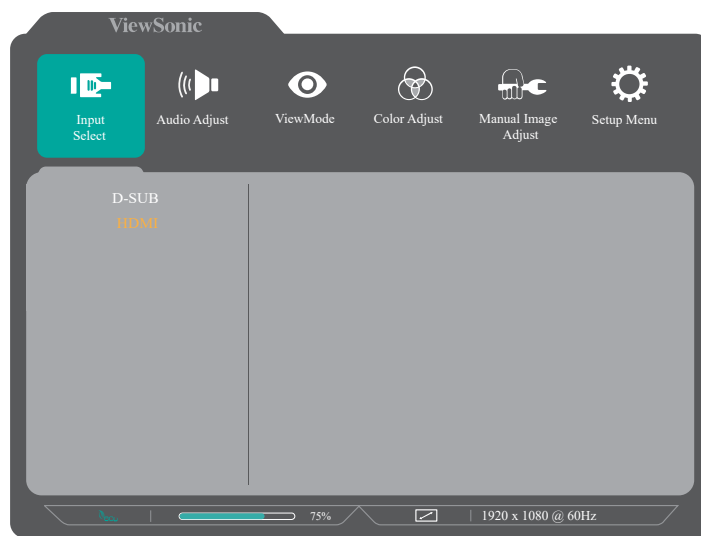 ViewSonic
Input
Select
Audio Adjust
ViewMode
Color Adjust
Manual Image
Adjust
Setup Menu
D-SUB
HDMI
75%
1920 x 1080 @ 60Hz